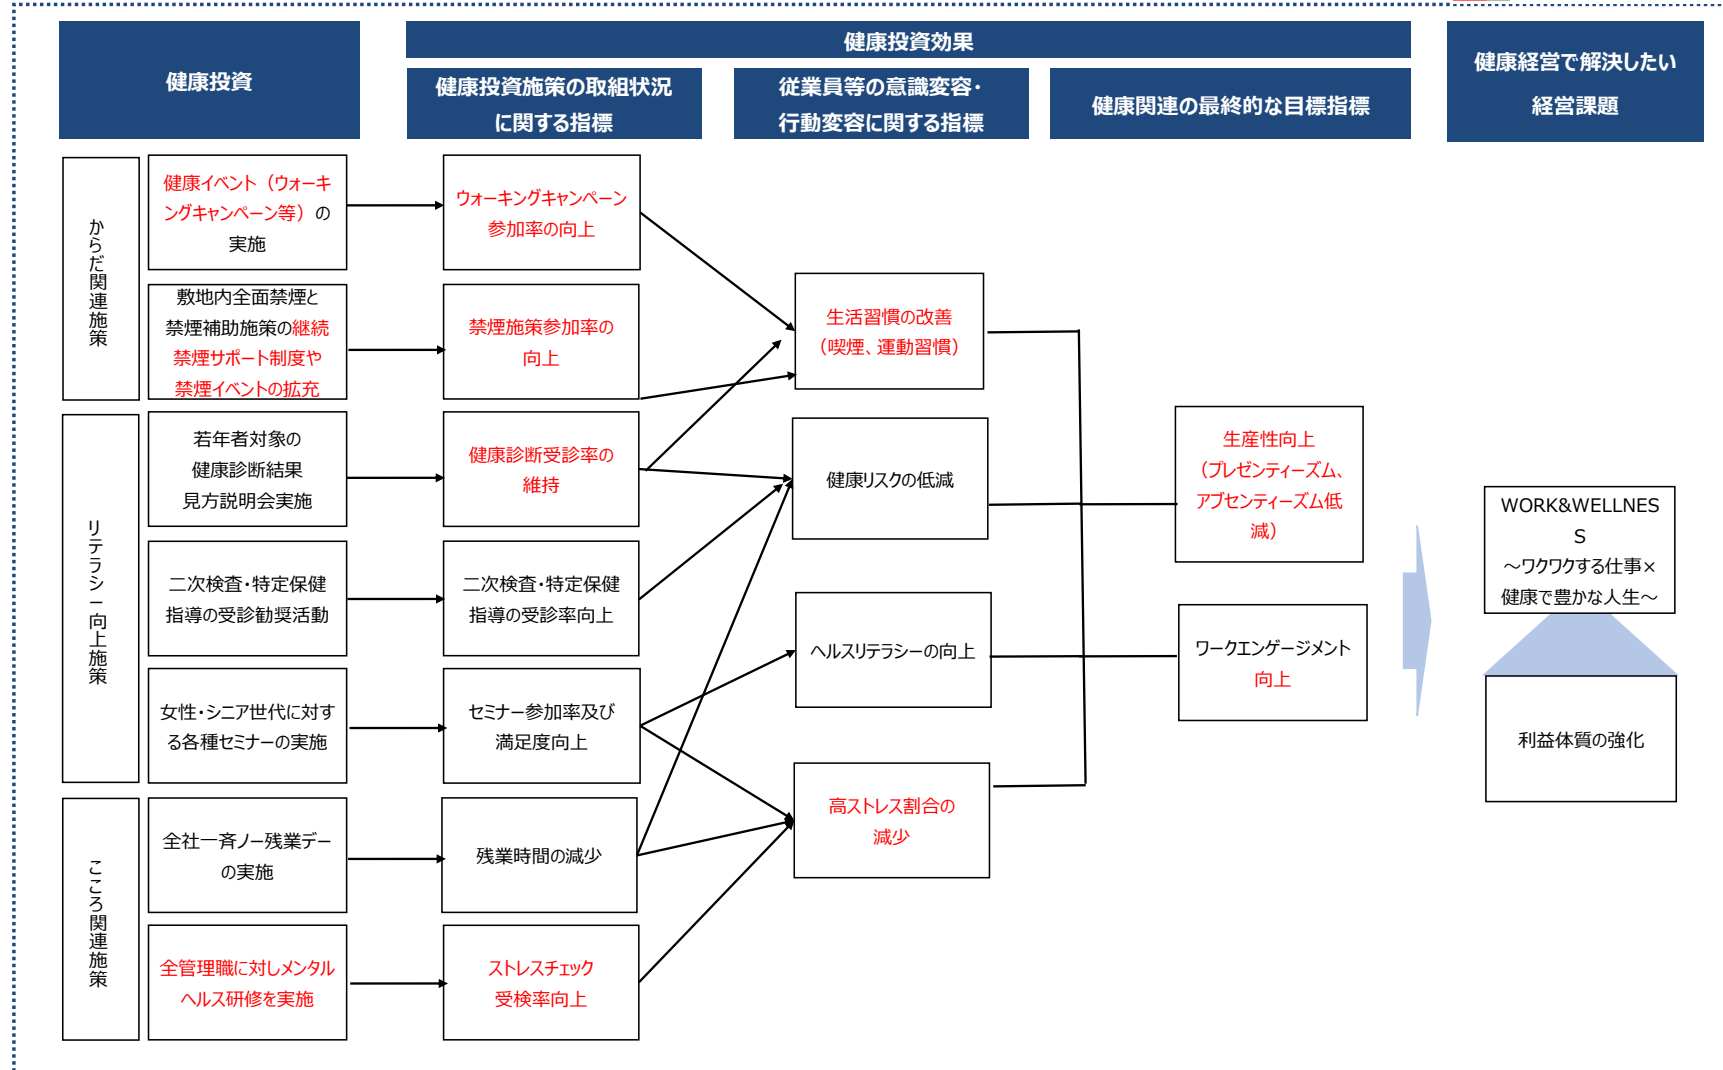 健康投資
健康投資効果
健康投資施策の取組状況
に関する指標
従業員等の意識変容・
行動変容に関する指標
健康関連の最終的な目標指標
健康経営で解決したい
経営課題
からだ関連施策
健康イベント（ウォーキ
ングキャンペーン等）の
実施
ウォーキングキャンペーン
参加率の向上
敷地内全面禁煙と
禁煙補助施策の継続
禁煙サポート制度や
禁煙イベントの拡充
禁煙施策参加率の
向上
リテラシー向上施策
若年者対象の
健康診断結果
見方説明会実施
健康診断受診率の
維持
二次検査・特定保健
指導の受診勧奨活動
二次検査・特定保健
指導の受診率向上
女性・シニア世代に対す
る各種セミナーの実施
セミナー参加率及び
満足度向上
こころ関連施策
全社一斉ノー残業デー
の実施
残業時間の減少
全管理職に対しメンタル
ヘルス研修を実施
ストレスチェック
受検率向上
生活習慣の改善
（喫煙、運動習慣）
健康リスクの低減
ヘルスリテラシーの向上
高ストレス割合の
減少
生産性向上
（プレゼンティーズム、
アブセンティーズム低
減）
ワークエンゲージメント
向上
WORK&WELLNES
S
～ワクワクする仕事×
健康で豊かな人生～
利益体質の強化